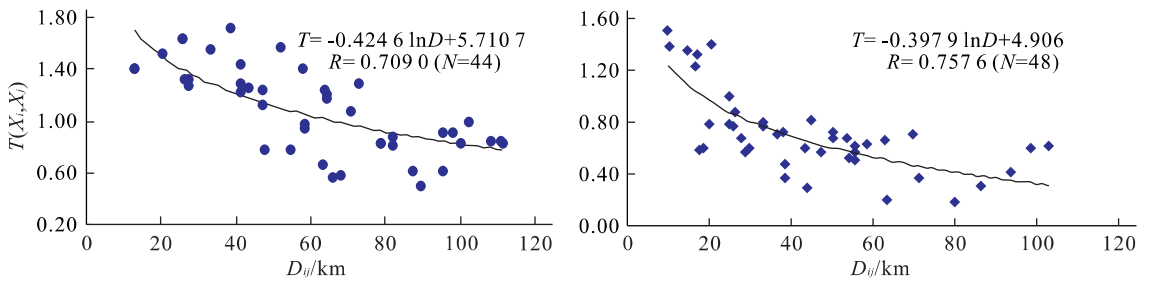 1.80
1.40
1.00
0.60
0.20
T(Xi,Xj)
T= -0.424 6 lnD+5.710 7
R= 0.709 0 (N=44)
0 20 40 60 80 100 120
Dij/km
1.60
1.20
0.80
0.40
0.00
T= -0.397 9 lnD+4.906
R= 0.757 6 (N=48)
0 20 40 60 80 100 120
Dij/km